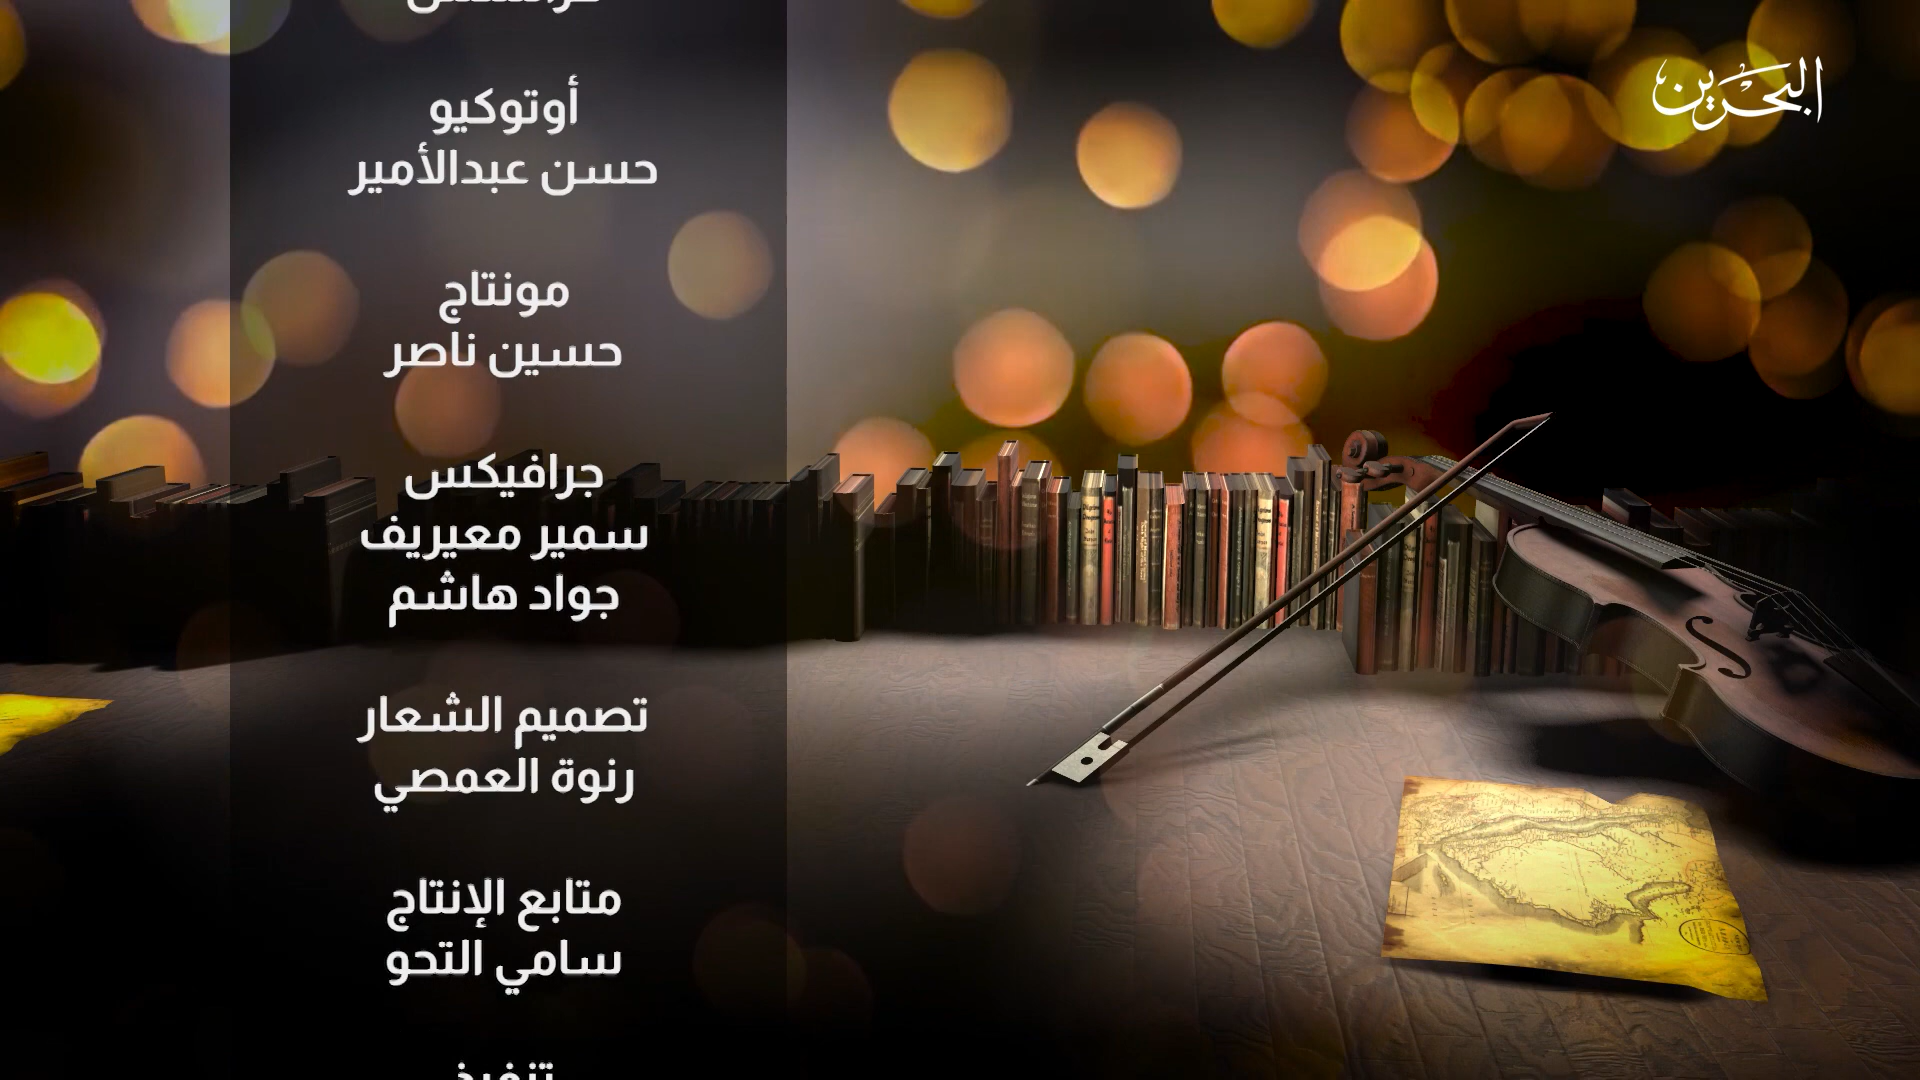 البحرين
أوتوكيو
حسن عبدالأمير
مونتاج
حسين ناصر
جرافيكس
سمير معيريف
جواد هاشم
تصميم الشعار
رنوة العمصي
متابع الإنتاج
سامي التحو
تنفيذ